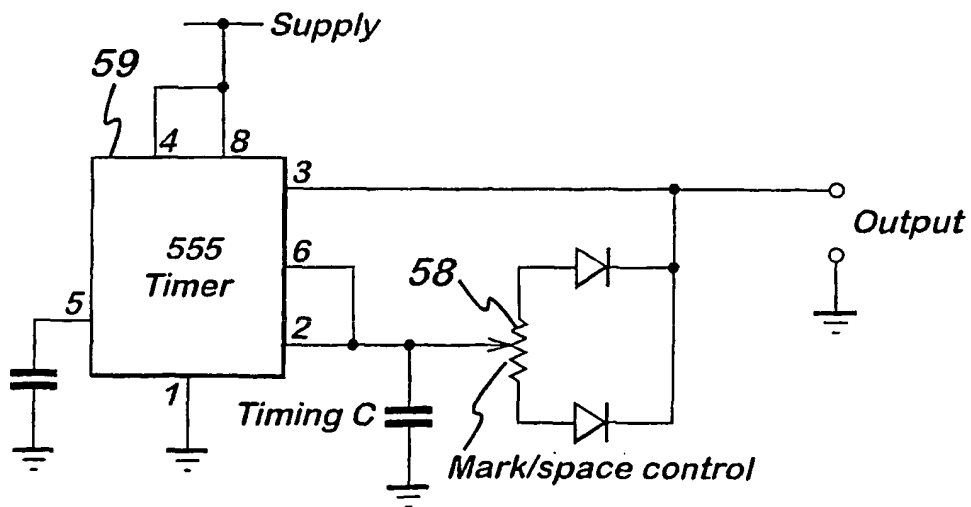 Supply
59
4
8
3
555
Timer
6
58
Output
5
2
1
Timing C
Mark/space control